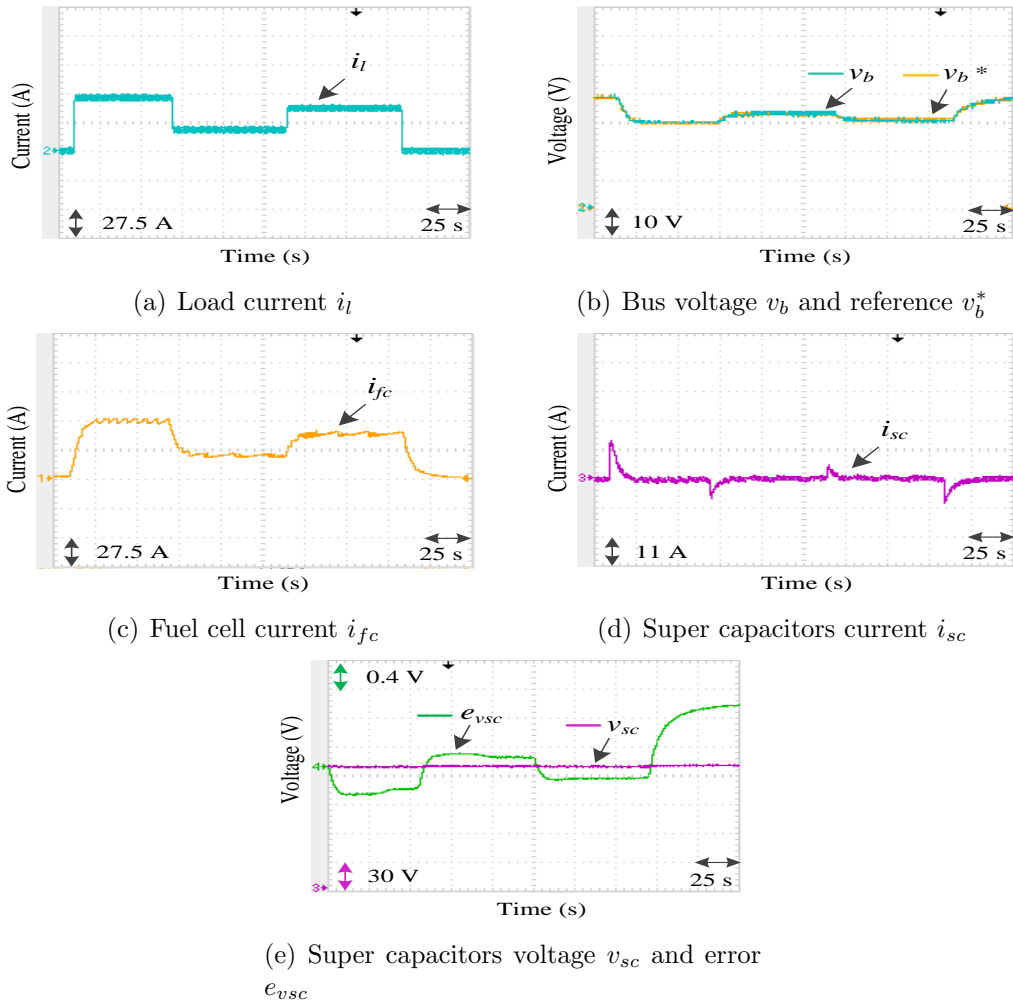 i_l
Current (A)
2
27.5 A
25 s
Time (s)
(a) Load current i_l
v_b
v_b *
Voltage (V)
2
10 V
25 s
Time (s)
(b) Bus voltage v_b and reference v_b^*
i_fc
Current (A)
1
27.5 A
25 s
Time (s)
(c) Fuel cell current i_fc
i_sc
Current (A)
3
11 A
25 s
Time (s)
(d) Super capacitors current i_sc
0.4 V
e_vsc
v_sc
Voltage (V)
4
30 V
3
25 s
Time (s)
(e) Super capacitors voltage v_sc and error
e_vsc